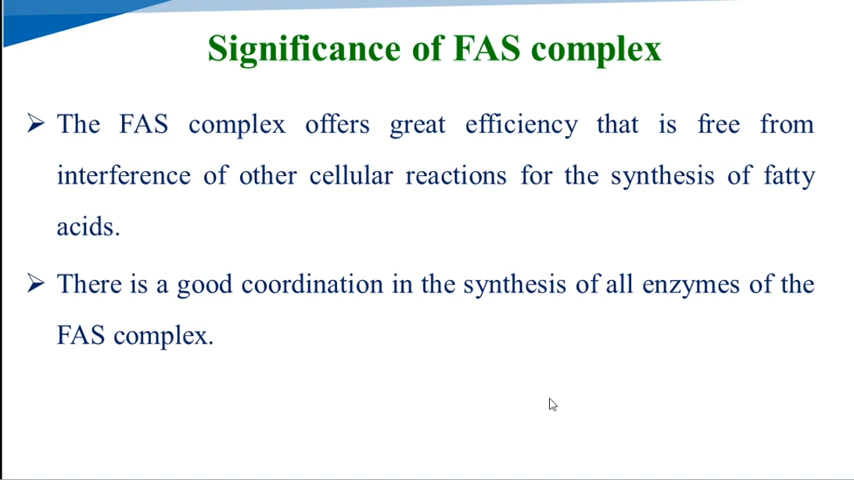 Significance of FAS complex
➢ The FAS complex offers great efficiency that is free from
interference of other cellular reactions for the synthesis of fatty
acids.
➢ There is a good coordination in the synthesis of all enzymes of the
FAS complex.